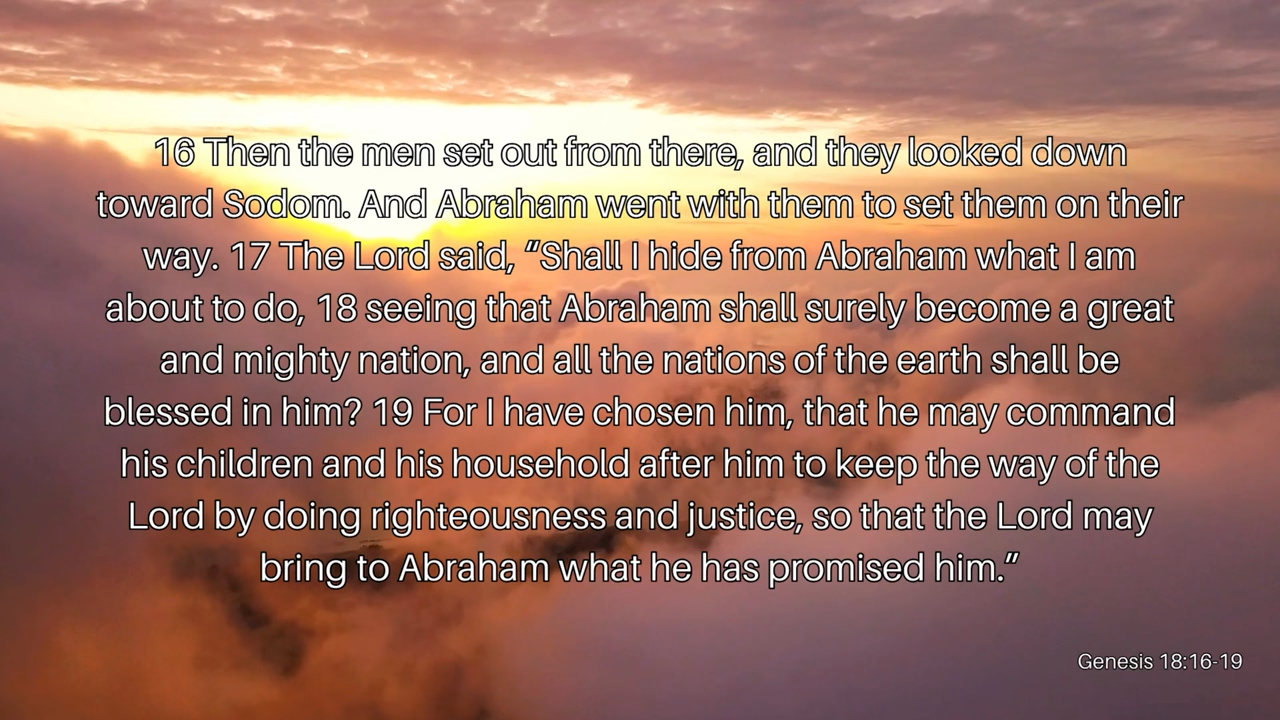 16 Then the men set out from there, and they looked down
toward Sodom. And Abraham went with them to set them on their
way. 17 The Lord said, “Shall I hide from Abraham what I am
about to do, 18 seeing that Abraham shall surely become a great
and mighty nation, and all the nations of the earth shall be
blessed in him? 19 For I have chosen him, that he may command
his children and his household after him to keep the way of the
Lord by doing righteousness and justice, so that the Lord may
bring to Abraham what he has promised him.”
Genesis 18:16-19